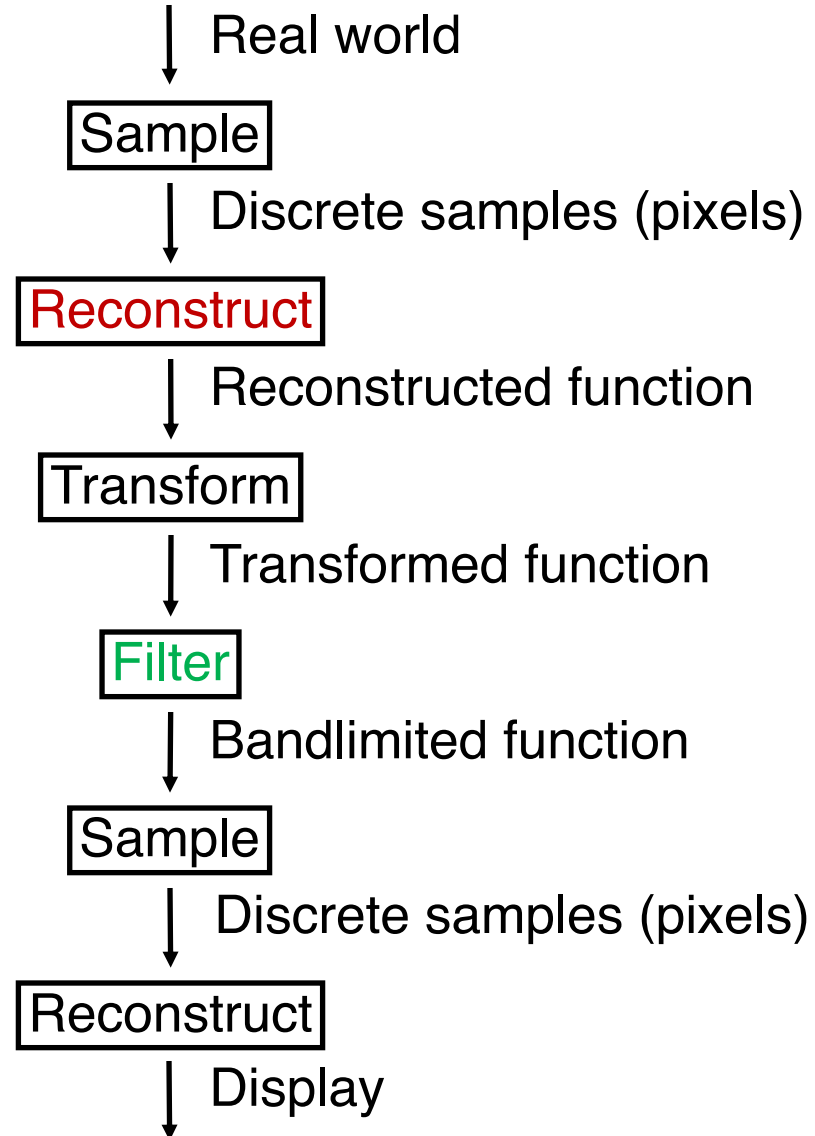 Real world
Sample
Discrete samples (pixels)
Reconstruct
Reconstructed function
Transform
Transformed function
Filter
Bandlimited function
Sample
Discrete samples (pixels)
Reconstruct
Display